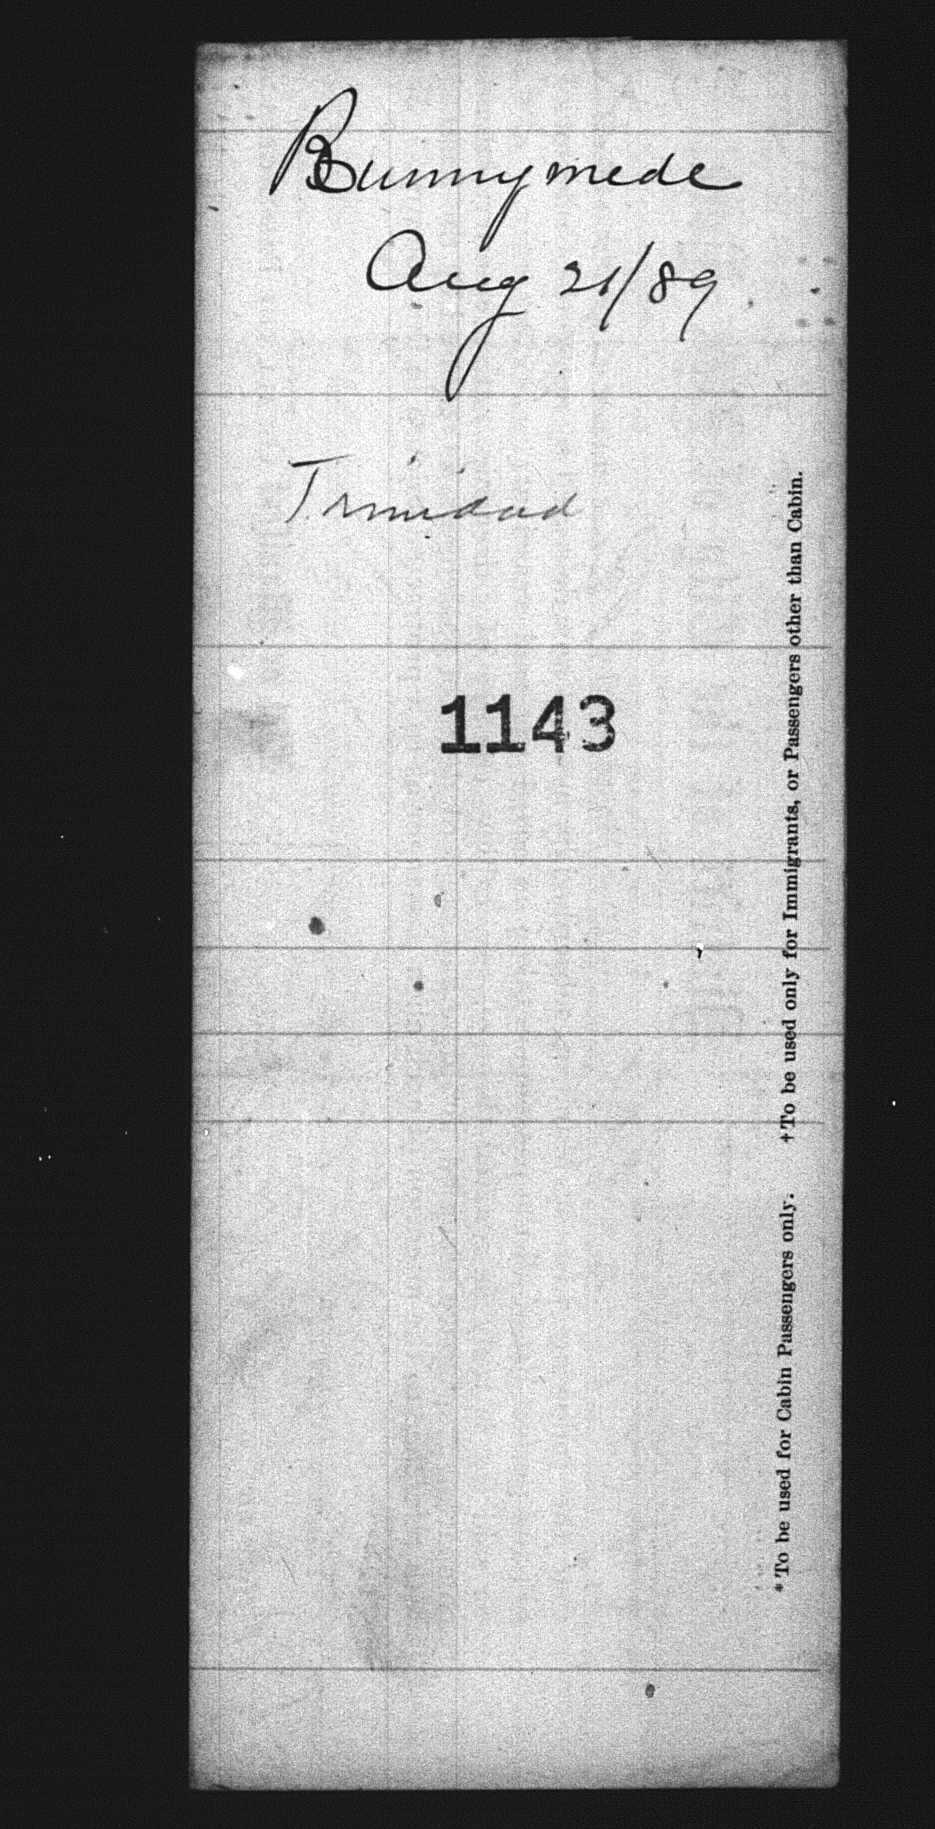 Bunnymede
Aug 21/89
Trinidad
1143
†To be used only for Immigrants, or Passengers other than Cabin.
* To be used for Cabin Passengers only.